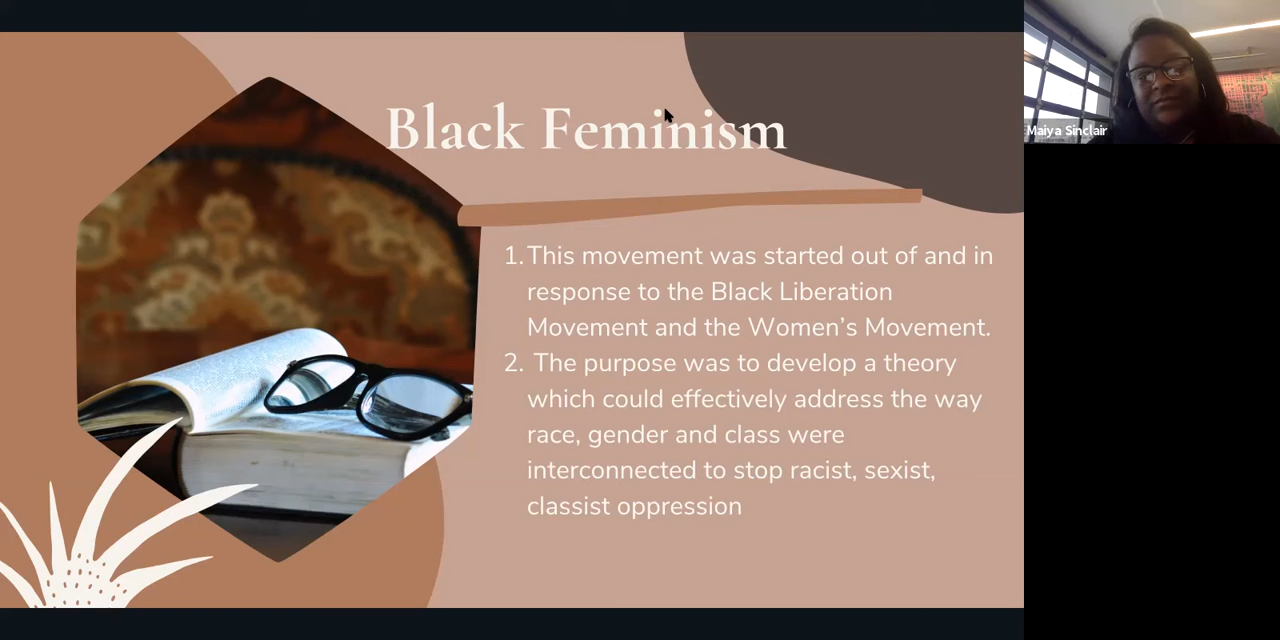 Black Feminism
1. This movement was started out of and in
response to the Black Liberation
Movement and the Women’s Movement.
2. The purpose was to develop a theory
which could effectively address the way
race, gender and class were
interconnected to stop racist, sexist,
classist oppression
Maiya Sinclair